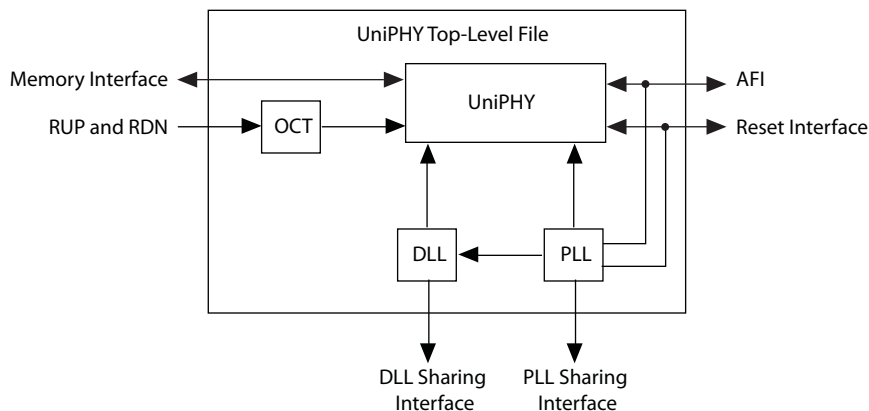 UniPHY Top-Level File
Memory Interface
UniPHY
AFI
RUP and RDN
OCT
Reset Interface
DLL
PLL
DLL Sharing
Interface
PLL Sharing
Interface